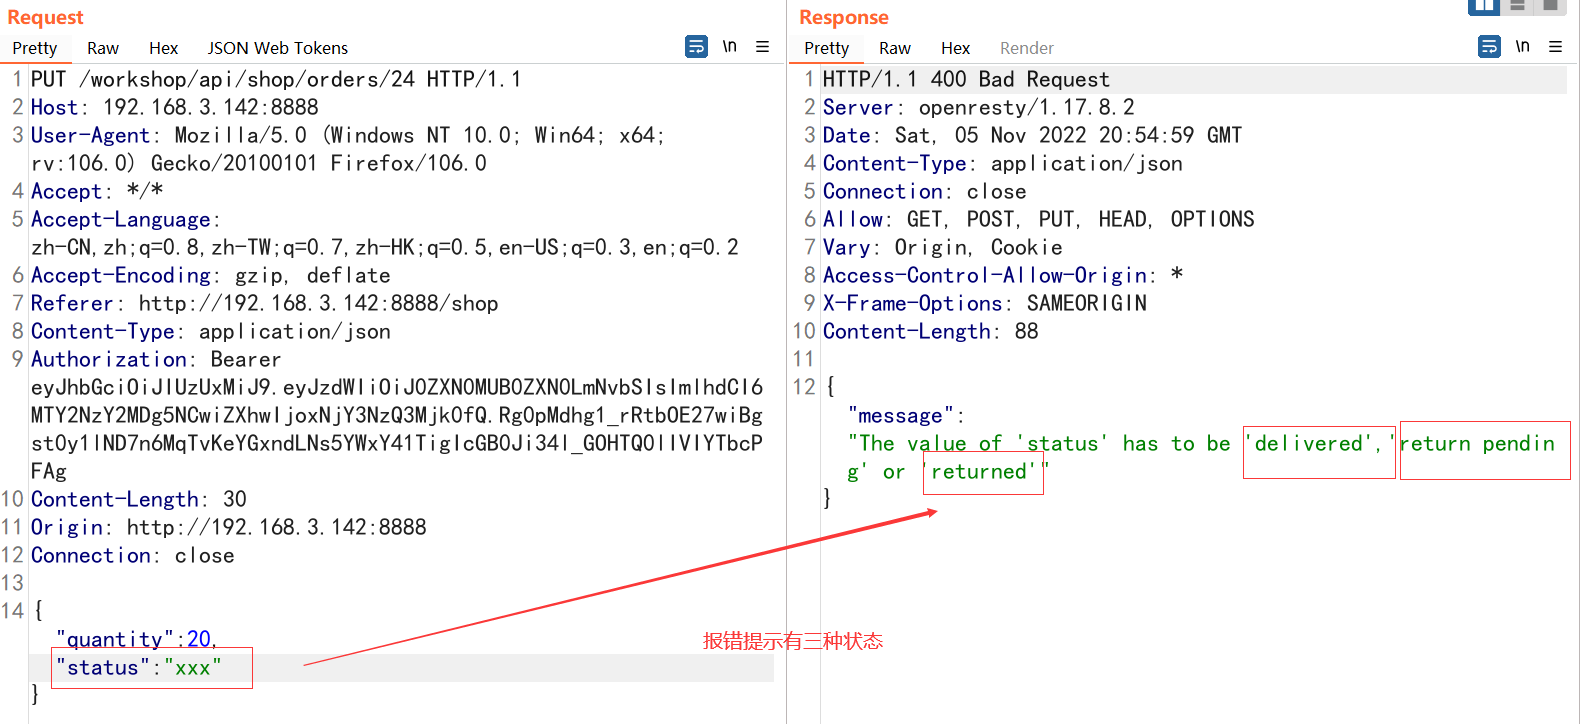 Request
Pretty Raw Hex JSON Web Tokens \n
1 PUT /workshop/api/shop/orders/24 HTTP/1.1
2 Host: 192.168.3.142:8888
3 User-Agent: Mozilla/5.0 (Windows NT 10.0; Win64; x64;
rv:106.0) Gecko/20100101 Firefox/106.0
4 Accept: */*
5 Accept-Language:
zh-CN,zh;q=0.8,zh-TW;q=0.7,zh-HK;q=0.5,en-US;q=0.3,en;q=0.2
6 Accept-Encoding: gzip, deflate
7 Referer: http://192.168.3.142:8888/shop
8 Content-Type: application/json
9 Authorization: Bearer
eyJhbGciOiJIUzUxMiJ9.eyJzdWIiOiJ0ZXN0MUB0ZXN0LmNvbSIsImlhdCI6
MTY2NzY2MDg5NCwiZXhwIjoxNjY3NzQ3Mjk0fQ.RgOpMdhg1_rRtbOE27wiBg
stOy1lND7n6MqTvKeYGxndLNs5YWxY41TigIcGBOJi34I_GOHTQOlIVIYTbcP
FAg
10 Content-Length: 30
11 Origin: http://192.168.3.142:8888
12 Connection: close
13
14 {
"quantity":20,
"status":"xxx"
}
Response
Pretty Raw Hex Render \n
1 HTTP/1.1 400 Bad Request
2 Server: openresty/1.17.8.2
3 Date: Sat, 05 Nov 2022 20:54:59 GMT
4 Content-Type: application/json
5 Connection: close
6 Allow: GET, POST, PUT, HEAD, OPTIONS
7 Vary: Origin, Cookie
8 Access-Control-Allow-Origin: *
9 X-Frame-Options: SAMEORIGIN
10 Content-Length: 88
11
12 {
"message":
"The value of 'status' has to be 'delivered','return pendin
g' or 'returned'"
}
报错提示有三种状态